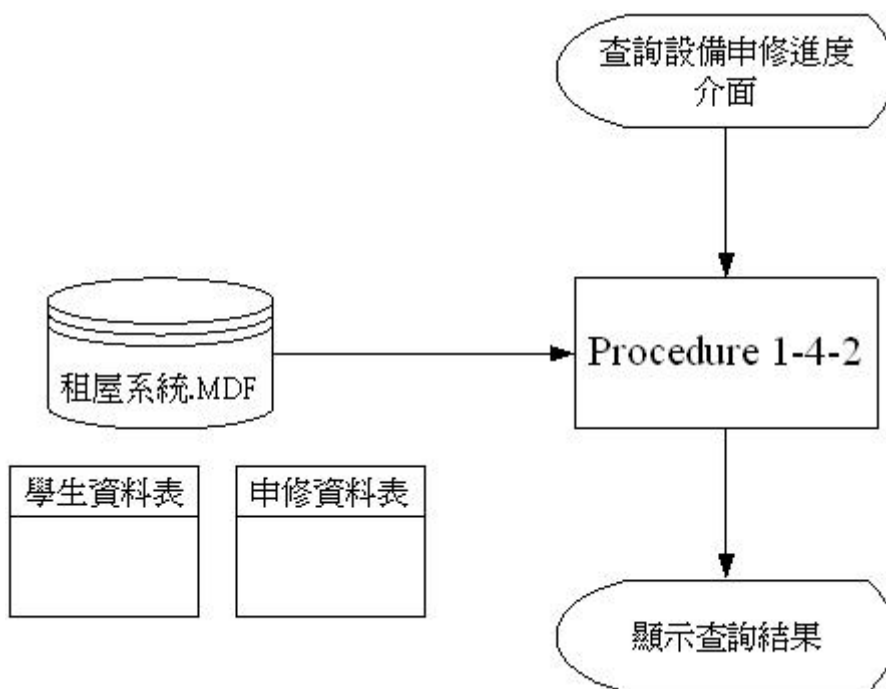 查詢設備申修進度
介面
Procedure 1-4-2
租屋系統.MDF
學生資料表
申修資料表
顯示查詢結果